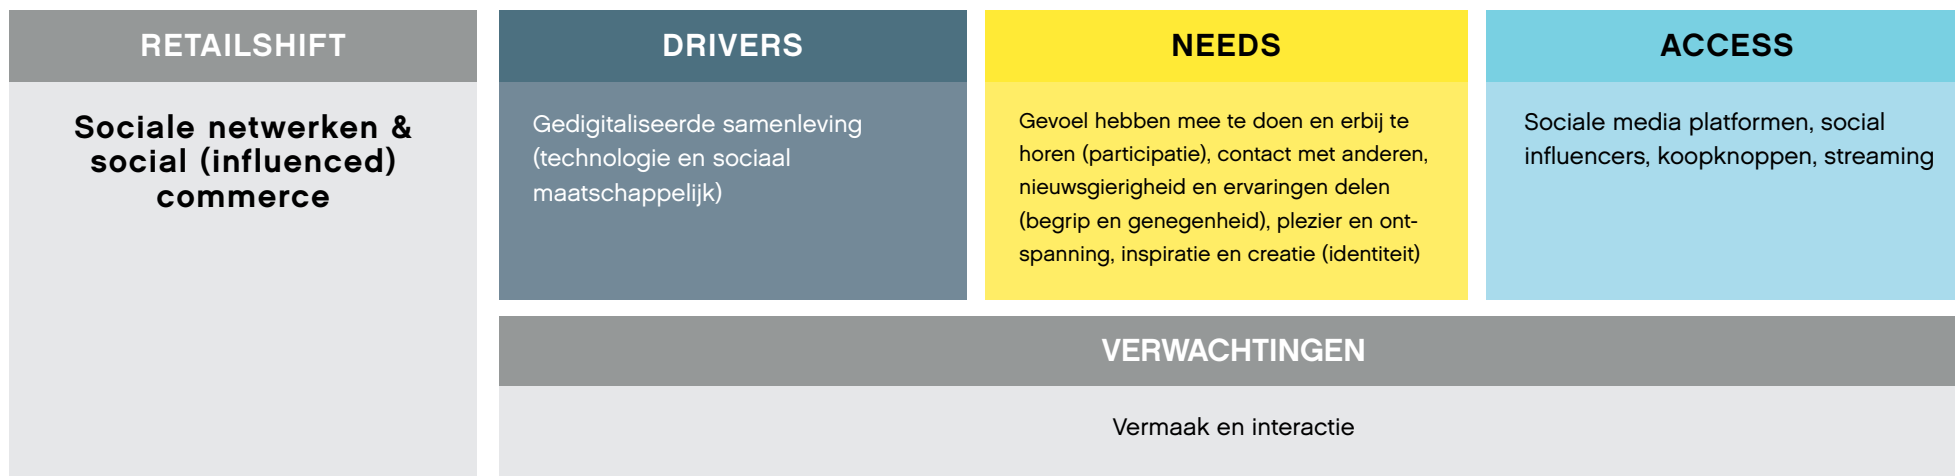 RETAILSHIFT
Sociale netwerken &
social (influenced)
commerce
DRIVERS
Gedigitaliseerde samenleving
(technologie en sociaal
maatschappelijk)
NEEDS
Gevoel hebben mee te doen en erbij te
horen (participatie), contact met anderen,
nieuwsgierigheid en ervaringen delen
(begrip en genegenheid), plezier en ont-
spanning, inspiratie en creatie (identiteit)
ACCESS
Sociale media platformen, social
influencers, koopknoppen, streaming
VERWACHTINGEN
Vermaak en interactie